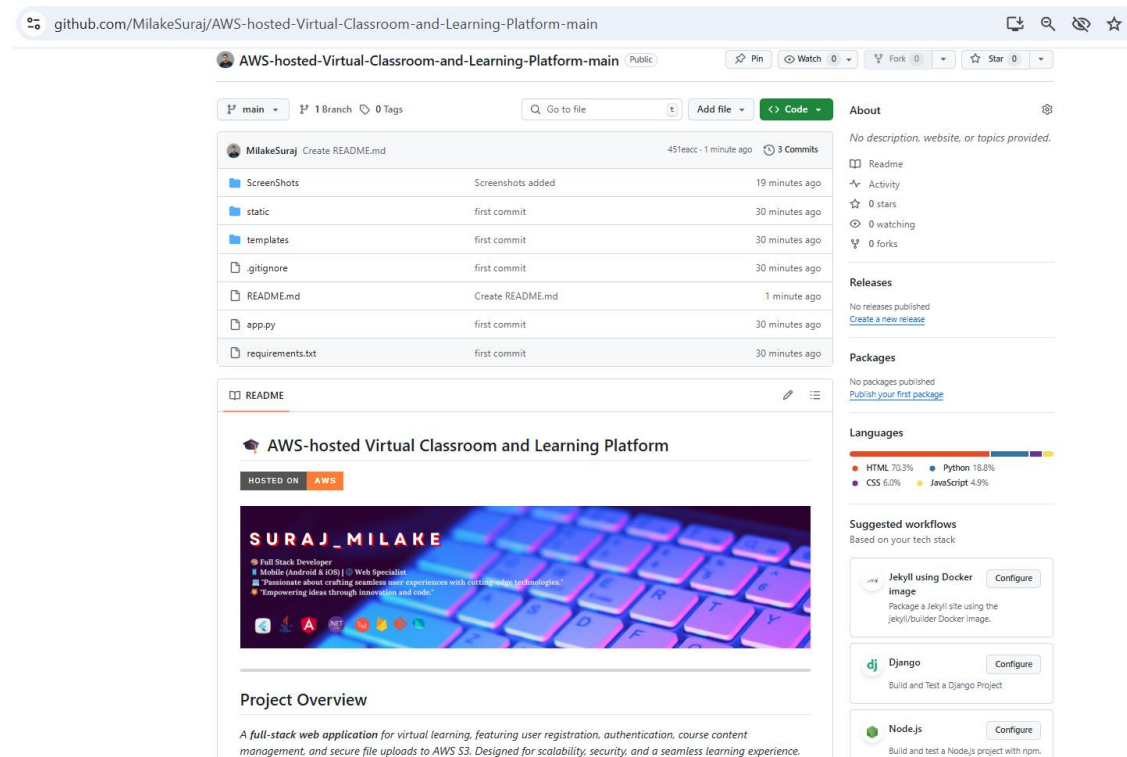 github.com/MilakeSuraj/AWS-hosted-Virtual-Classroom-and-Learning-Platform-main
AWS-hosted-Virtual-Classroom-and-Learning-Platform-main Public
Pin Watch 0 Fork 0 Star 0
main 1 Branch 0 Tags Go to file t Add file <> Code
MilakeSuraj Create README.md 451eacc · 1 minute ago 3 Commits
ScreenShots Screenshots added 19 minutes ago
static first commit 30 minutes ago
templates first commit 30 minutes ago
.gitignore first commit 30 minutes ago
README.md Create README.md 1 minute ago
app.py first commit 30 minutes ago
requirements.txt first commit 30 minutes ago
README
AWS-hosted Virtual Classroom and Learning Platform
HOSTED ON AWS
SURAJ_MILAKE
Full Stack Developer
Mobile (Android & iOS) | Web Specialist
"Passionate about crafting seamless user experiences with cutting-edge technologies."
"Empowering ideas through innovation and code."
Project Overview
A full-stack web application for virtual learning, featuring user registration, authentication, course content
management, and secure file uploads to AWS S3. Designed for scalability, security, and a seamless learning experience.
About
No description, website, or topics provided.
Readme
Activity
0 stars
0 watching
0 forks
Releases
No releases published
Create a new release
Packages
No packages published
Publish your first package
Languages
HTML 70.3% Python 18.8%
CSS 6.0% JavaScript 4.9%
Suggested workflows
Based on your tech stack
Jekyll using Docker
image
Configure
Package a Jekyll site using the
jekyll/builder Docker image.
dj Django Configure
Build and Test a Django Project
Node.js Configure
Build and test a Node.js project with npm.